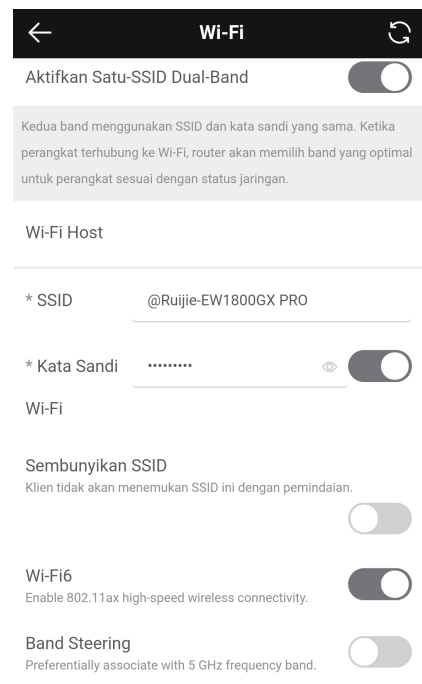 Wi-Fi
Aktifkan Satu-SSID Dual-Band
Kedua band menggunakan SSID dan kata sandi yang sama. Ketika
perangkat terhubung ke Wi-Fi, router akan memilih band yang optimal
untuk perangkat sesuai dengan status jaringan.
Wi-Fi Host
* SSID
@Ruijie-EW1800GX PRO
* Kata Sandi
•••••••••
Wi-Fi
Sembunyikan SSID
Klien tidak akan menemukan SSID ini dengan pemindaian.
Wi-Fi6
Enable 802.11ax high-speed wireless connectivity.
Band Steering
Preferentially associate with 5 GHz frequency band.